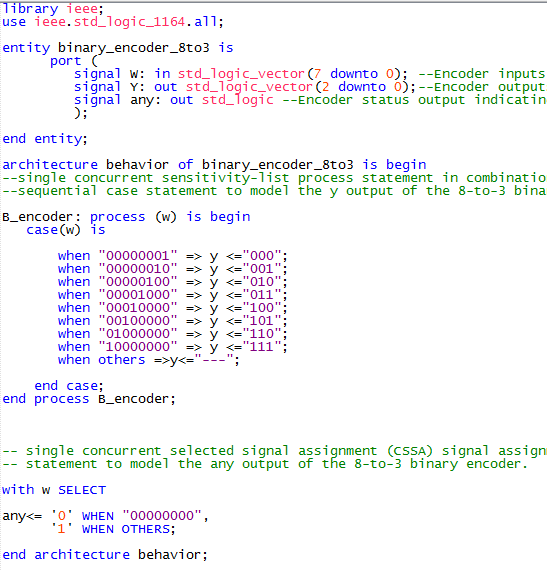 library ieee;
use ieee.std_logic_1164.all;
entity binary_encoder_8to3 is
port (
signal W: in std_logic_vector(7 downto 0); --Encoder inputs
signal Y: out std_logic_vector(2 downto 0);--Encoder output
signal any: out std_logic --Encoder status output indicatin
);
end entity;
architecture behavior of binary_encoder_8to3 is begin
--single concurrent sensitivity-list process statement in combinatio
--sequential case statement to model the y output of the 8-to-3 bina
B_encoder: process (w) is begin
case(w) is
when "00000001" => y <="000";
when "00000010" => y <="001";
when "00000100" => y <="010";
when "00001000" => y <="011";
when "00010000" => y <="100";
when "00100000" => y <="101";
when "01000000" => y <="110";
when "10000000" => y <="111";
when others =>y<="---";
end case;
end process B_encoder;
-- single concurrent selected signal assignment (CSSA) signal assign
-- statement to model the any output of the 8-to-3 binary encoder.
with w SELECT
any<= '0' WHEN "00000000",
'1' WHEN OTHERS;
end architecture behavior;